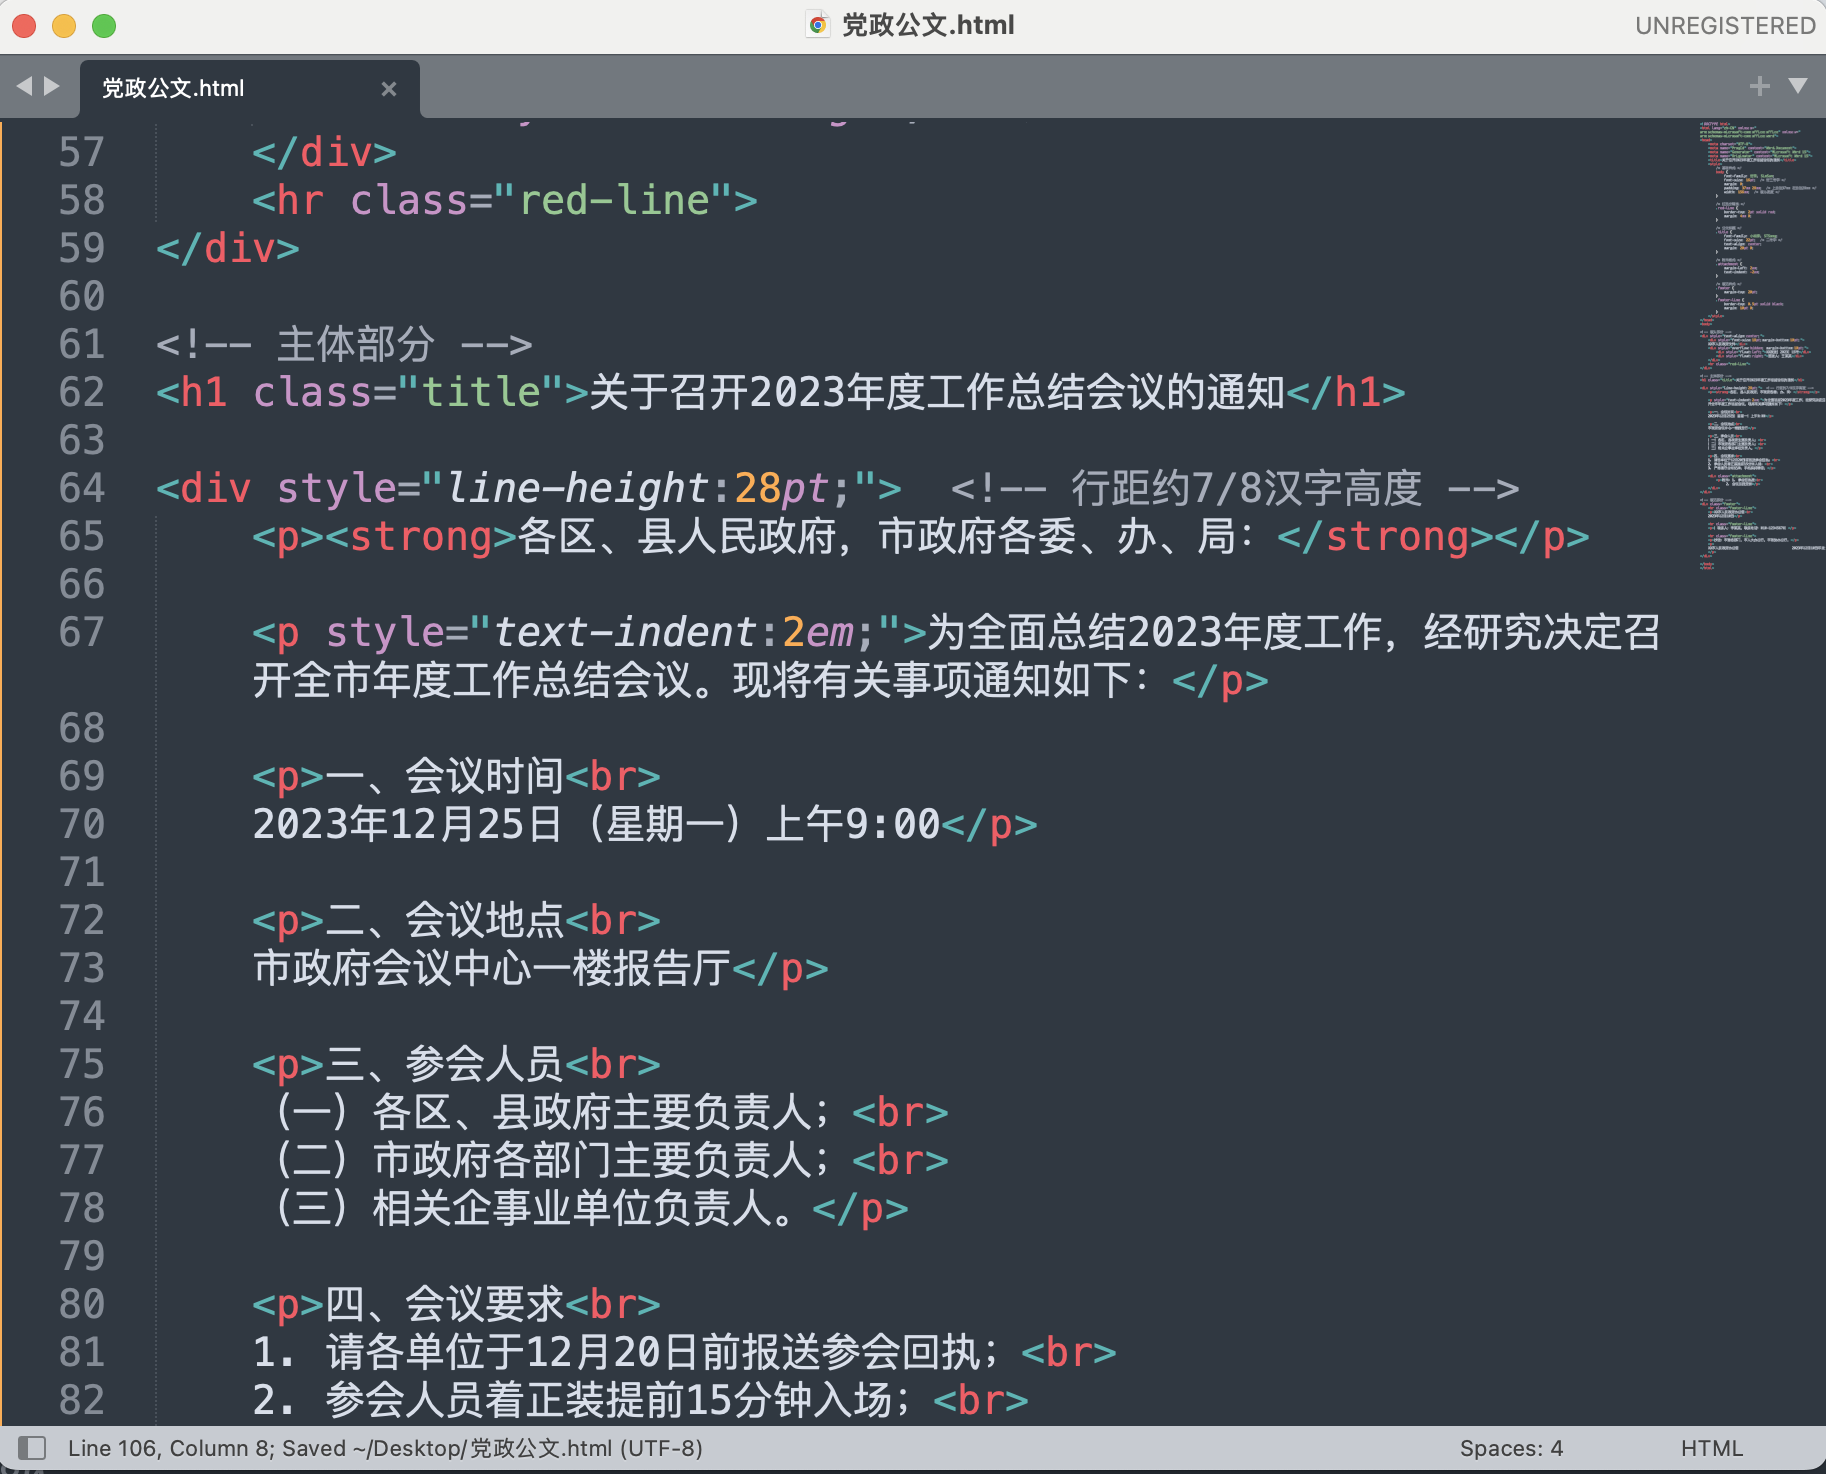 党政公文.html
UNREGISTERED
党政公文.html
57 </div>
58 <hr class="red-line">
59 </div>
60
61 <!-- 主体部分 -->
62 <h1 class="title">关于召开2023年度工作总结会议的通知</h1>
63
64 <div style="line-height:28pt;">  <!-- 行距约7/8汉字高度 -->
65 <p><strong>各区、县人民政府，市政府各委、办、局：</strong></p>
66
67 <p style="text-indent:2em;">为全面总结2023年度工作，经研究决定召
开全市年度工作总结会议。现将有关事项通知如下：</p>
68
69 <p>一、会议时间<br>
70 2023年12月25日（星期一）上午9:00</p>
71
72 <p>二、会议地点<br>
73 市政府会议中心一楼报告厅</p>
74
75 <p>三、参会人员<br>
76 （一）各区、县政府主要负责人；<br>
77 （二）市政府各部门主要负责人；<br>
78 （三）相关企事业单位负责人。</p>
79
80 <p>四、会议要求<br>
81 1. 请各单位于12月20日前报送参会回执；<br>
82 2. 参会人员着正装提前15分钟入场；<br>
Line 106, Column 8; Saved ~/Desktop/党政公文.html (UTF-8)
Spaces: 4
HTML